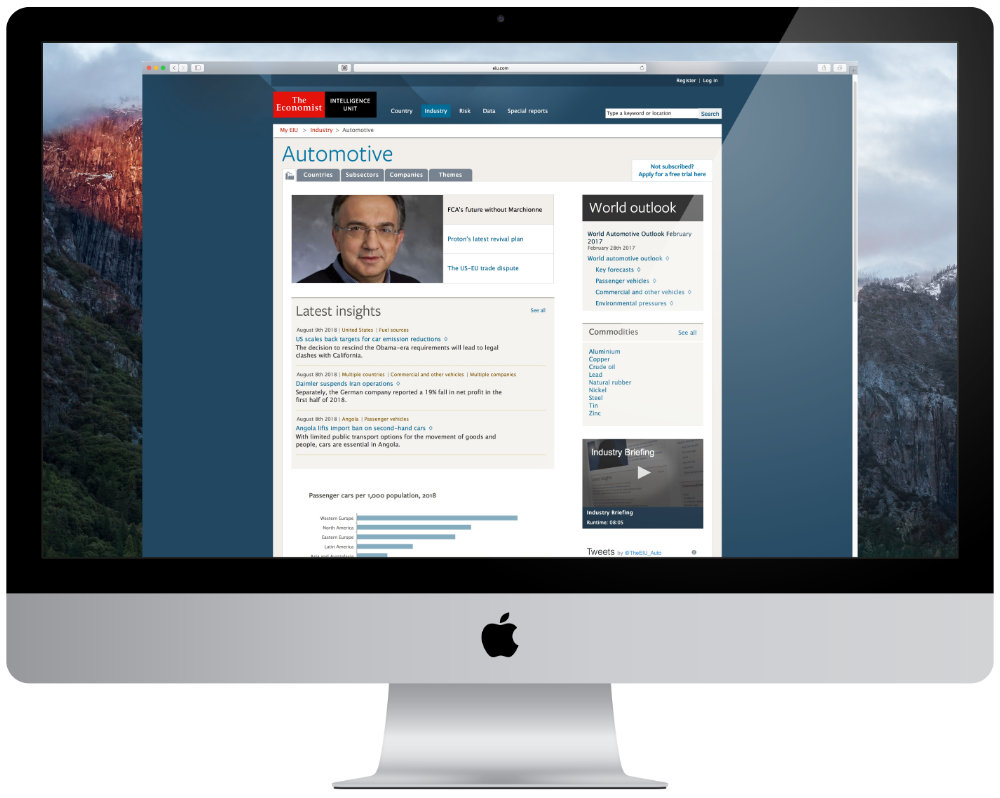 eiu.com
Register | Log in
The Economist
INTELLIGENCE UNIT
Country Industry Risk Data Special reports
Type a keyword or location Search
My EIU > Industry > Automotive
Automotive
Not subscribed?
Apply for a free trial here
Countries Subsectors Companies Themes
FCA's future without Marchionne
Proton's latest revival plan
The US-EU trade dispute
World outlook
World Automotive Outlook February
2017
February 28th 2017
World automotive outlook
Key forecasts
Passenger vehicles
Commercial and other vehicles
Environmental pressures
Latest insights See all
August 9th 2018 | United States | Fuel sources
US scales back targets for car emission reductions
The decision to rescind the Obama-era requirements will lead to legal
clashes with California.
August 8th 2018 | Multiple countries | Commercial and other vehicles | Multiple companies
Daimler suspends Iran operations
Separately, the German company reported a 19% fall in net profit in the
first half of 2018.
August 8th 2018 | Angola | Passenger vehicles
Angola lifts import ban on second-hand cars
With limited public transport options for the movement of goods and
people, cars are essential in Angola.
Commodities See all
Aluminium
Copper
Crude oil
Lead
Natural rubber
Nickel
Steel
Tin
Zinc
Industry Briefing
Industry Briefing
Runtime: 08:05
Tweets by @TheEIU_Auto
Passenger cars per 1,000 population, 2018
Western Europe
North America
Eastern Europe
Latin America